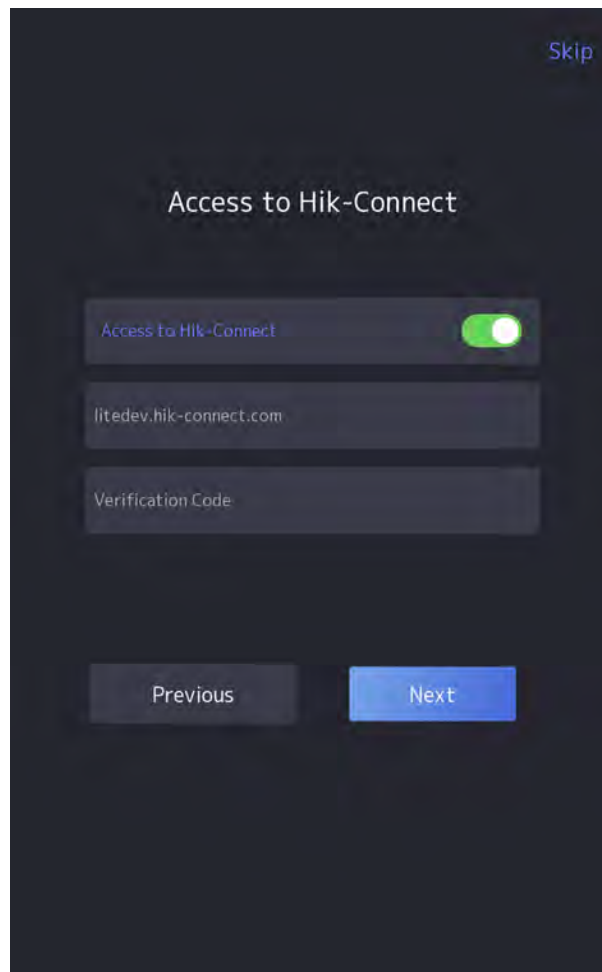 Skip
Access to Hik-Connect
Access to Hik-Connect
litedev.hik-connect.com
Verification Code
Previous
Next